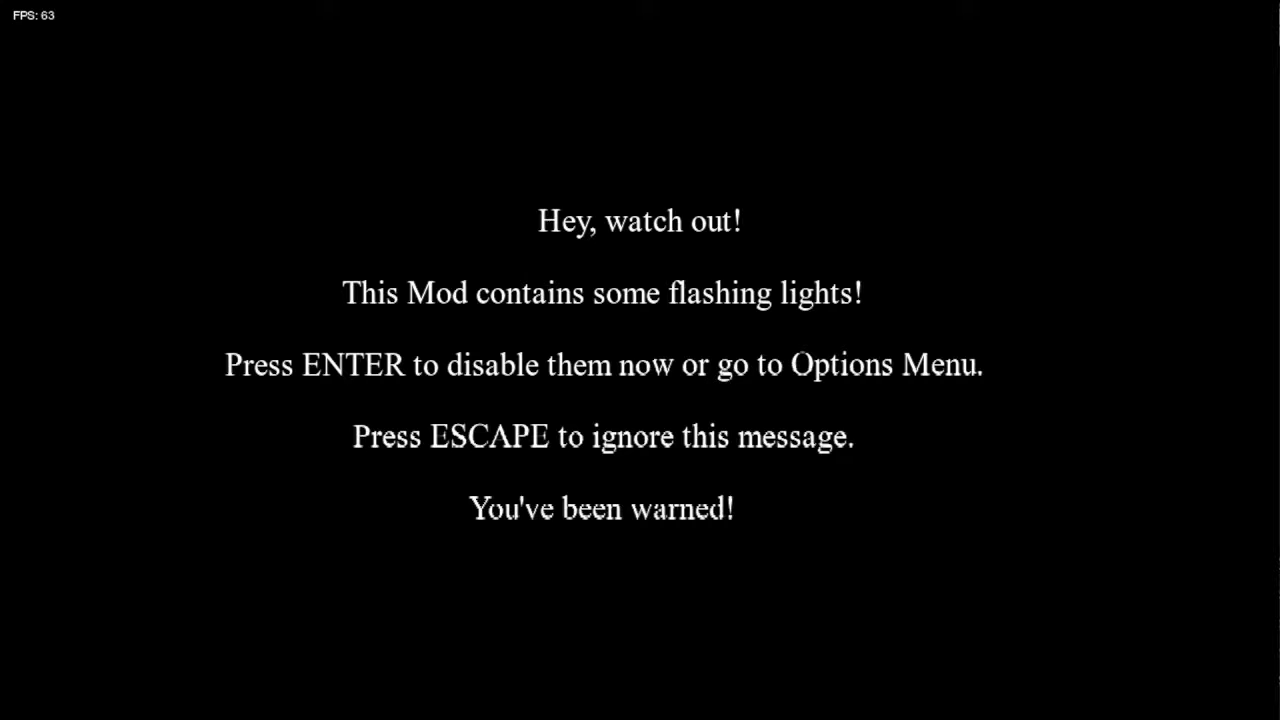 FPS: 63
Hey, watch out!
This Mod contains some flashing lights!
Press ENTER to disable them now or go to Options Menu.
Press ESCAPE to ignore this message.
You've been warned!